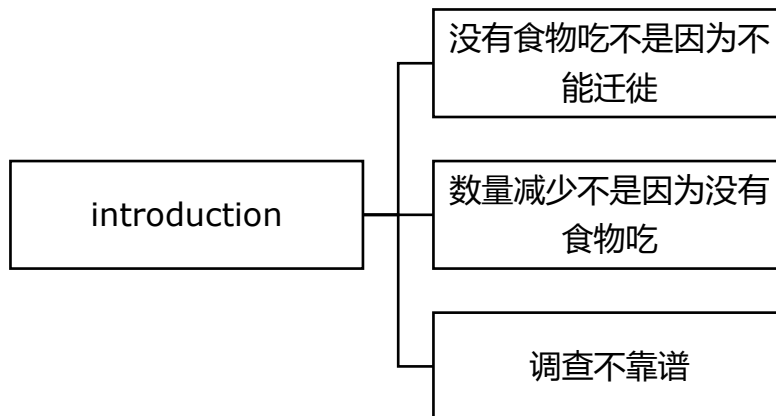 introduction
没有食物吃不是因为不
能迁徙
数量减少不是因为没有
食物吃
调查不靠谱